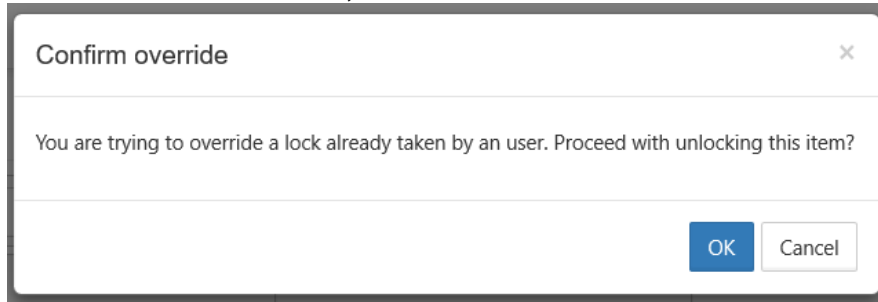 Confirm override
×
You are trying to override a lock already taken by an user. Proceed with unlocking this item?
OK Cancel